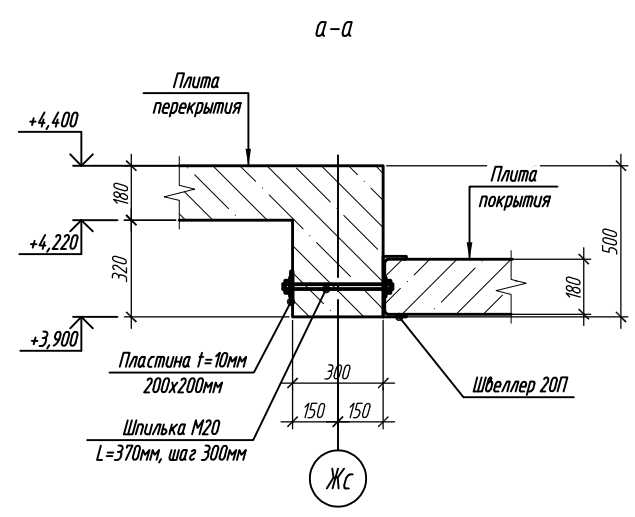 а-а
Плита
перекрытия
+4,400
180
Плита
покрытия
+4,220
500
320
180
+3,900
Пластина t=10мм
200х200мм
300
Швеллер 20П
150
150
Шпилька М20
L=370мм, шаг 300мм
Жс